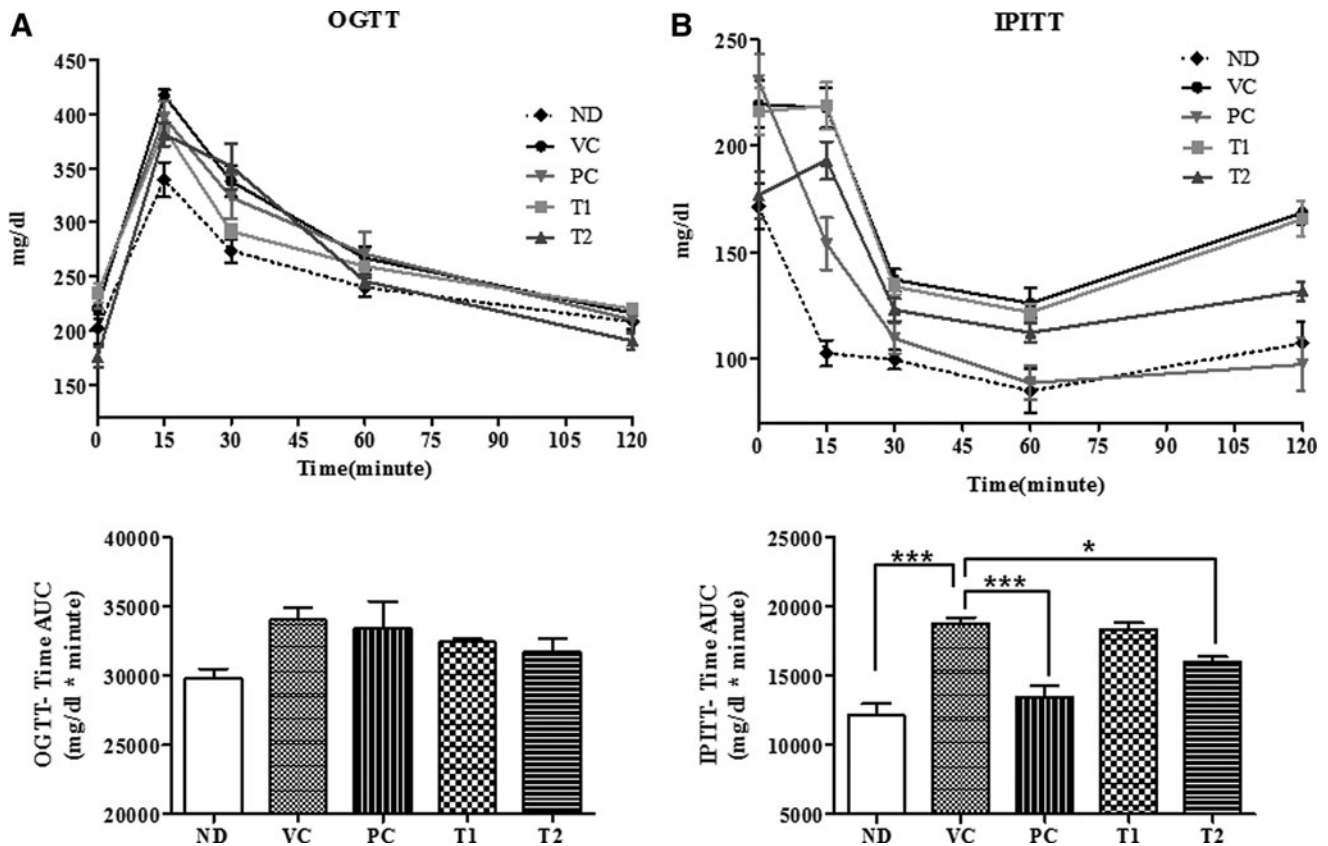 A
OGTT
mg/dl
450
400
350
300
250
200
150
0 15 30 45 60 75 90 105 120
Time(minute)
ND
VC
PC
T1
T2
B
IPITT
mg/dl
250
200
150
100
0 15 30 45 60 75 90 105 120
Time(minute)
ND
VC
PC
T1
T2
OGTT- Time AUC
(mg/dl * minute)
40000
35000
30000
25000
20000
ND VC PC T1 T2
IPITT- Time AUC
(mg/dl * minute)
25000
20000
15000
10000
5000
***
***
*
ND VC PC T1 T2